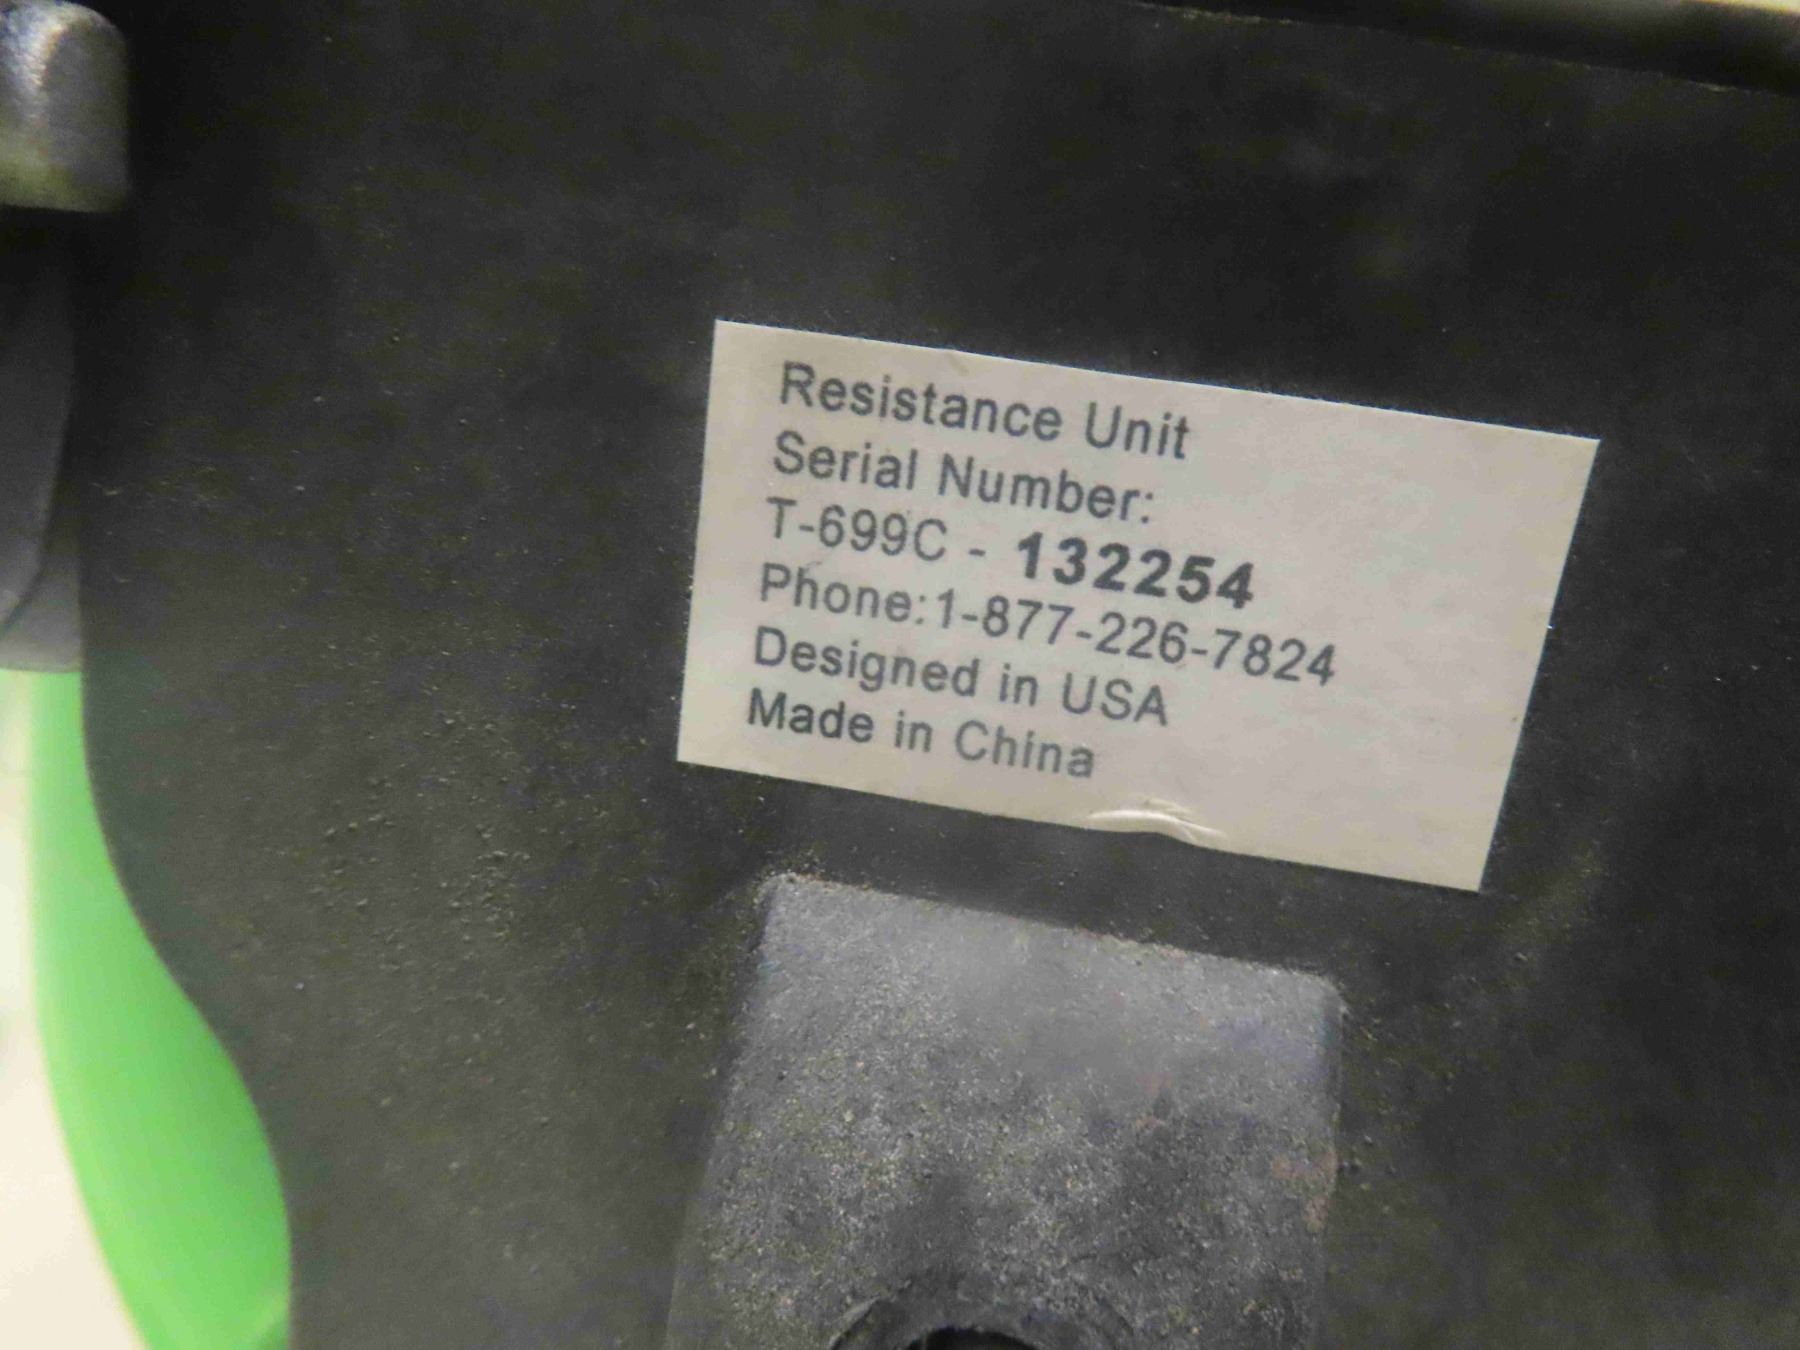 Resistance Unit
Serial Number:
T-699C - 132254
Phone:1-877-226-7824
Designed in USA
Made in China